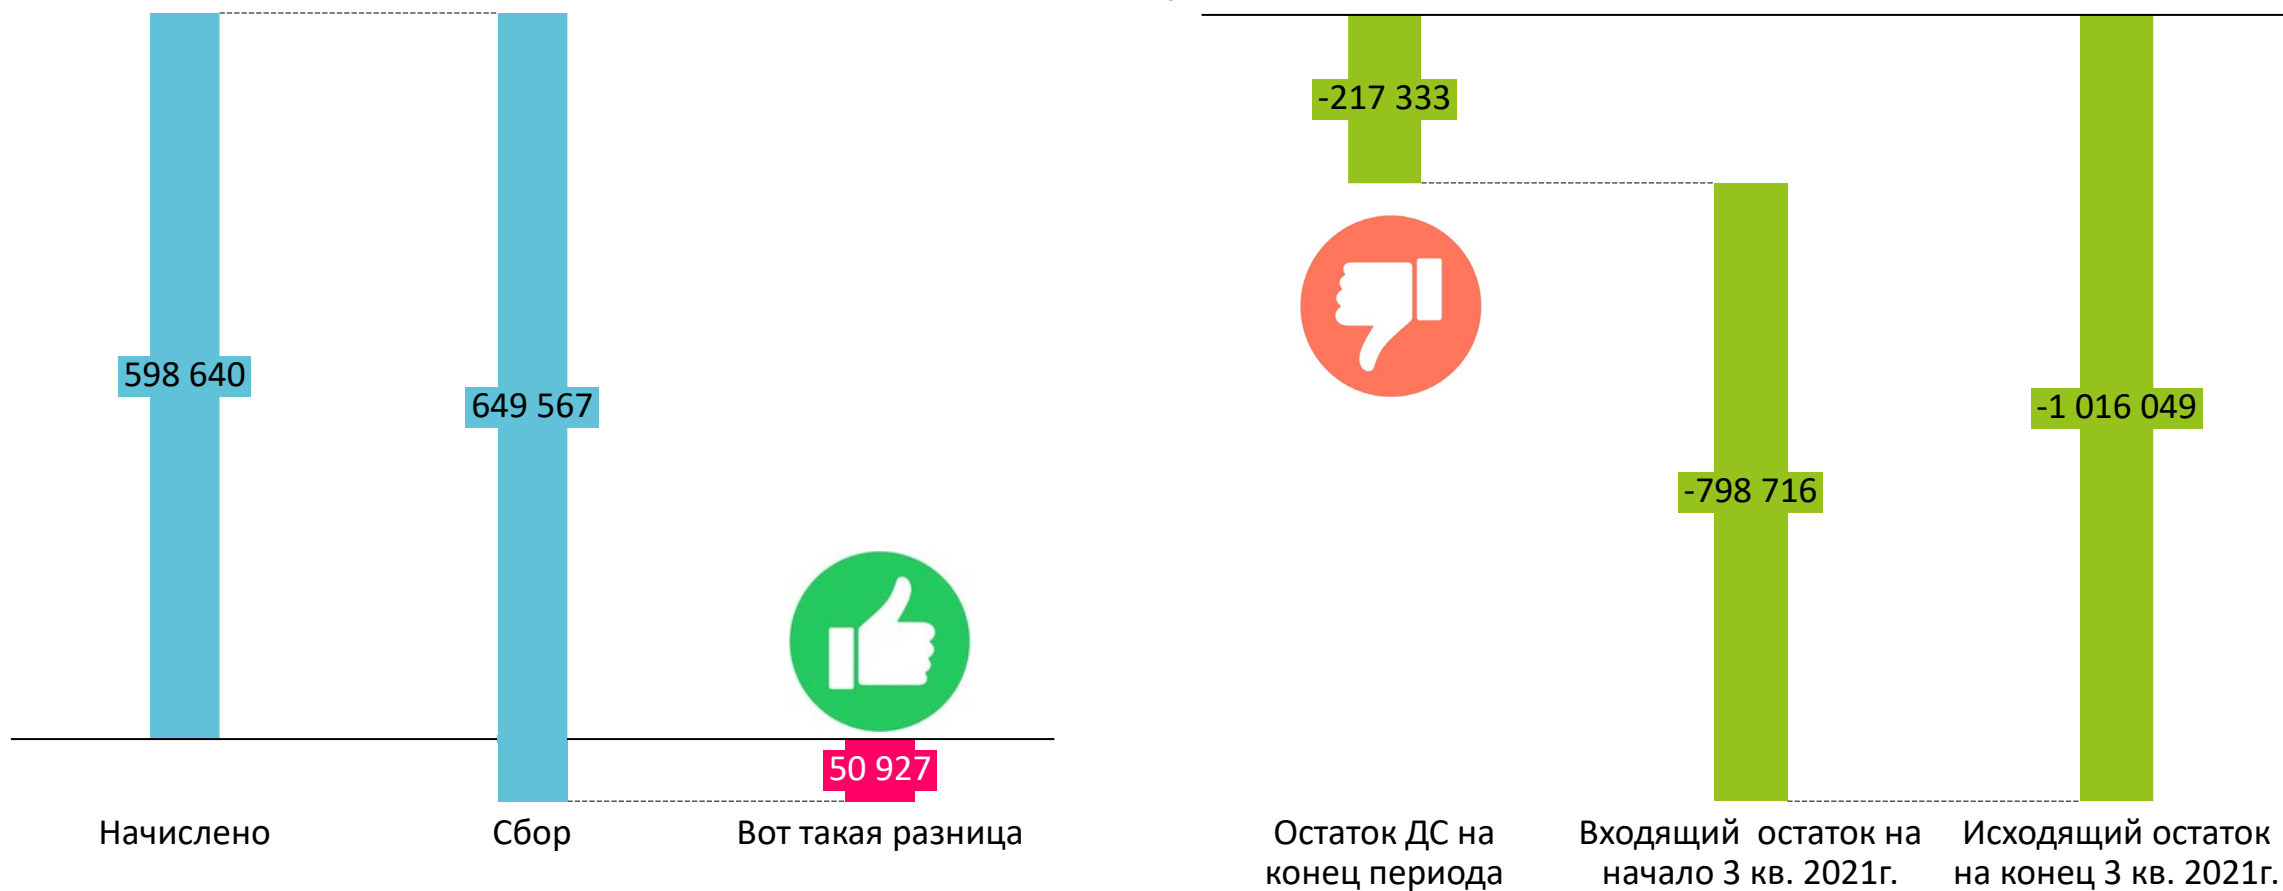 598 640
649 567
50 927
Начислено
Сбор
Вот такая разница
-217 333
-798 716
-1 016 049
Остаток ДС на
конец периода
Входящий остаток на
начало 3 кв. 2021г.
Исходящий остаток
на конец 3 кв. 2021г.